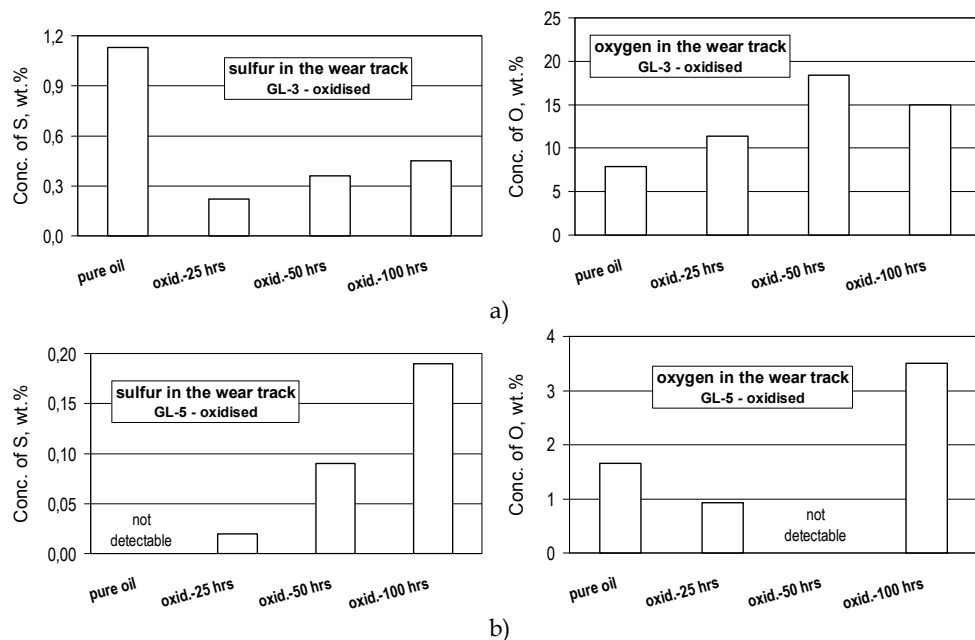 Conc. of S, wt.%
1,2
0,9
0,6
0,3
0,0
sulfur in the wear track
GL-3 - oxidised
pure oil
oxid.-25 hrs
oxid.-50 hrs
oxid.-100 hrs
Conc. of O, wt.%
25
20
15
10
5
0
oxygen in the wear track
GL-3 - oxidised
pure oil
oxid.-25 hrs
oxid.-50 hrs
oxid.-100 hrs
a)
Conc. of S, wt.%
0,20
0,15
0,10
0,05
0,00
sulfur in the wear track
GL-5 - oxidised
not
detectable
pure oil
oxid.-25 hrs
oxid.-50 hrs
oxid.-100 hrs
Conc. of O, wt.%
4
3
2
1
0
oxygen in the wear track
GL-5 - oxidised
not
detectable
pure oil
oxid.-25 hrs
oxid.-50 hrs
oxid.-100 hrs
b)